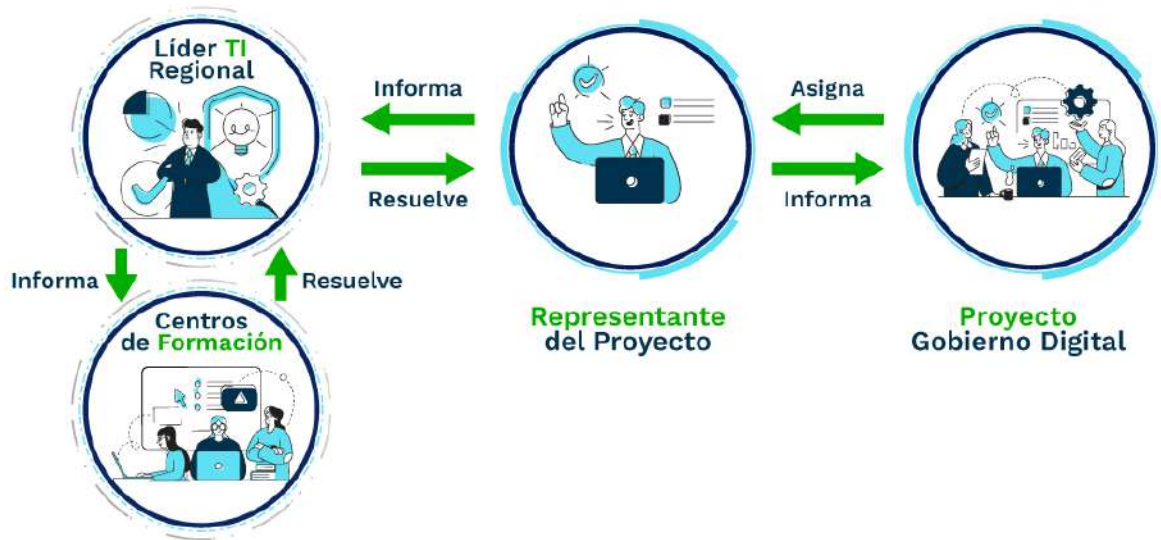 Líder TI
Regional
Informa
Resuelve
Asigna
Informa
Informa
Resuelve
Centros
de Formación
Representante
del Proyecto
Proyecto
Gobierno Digital